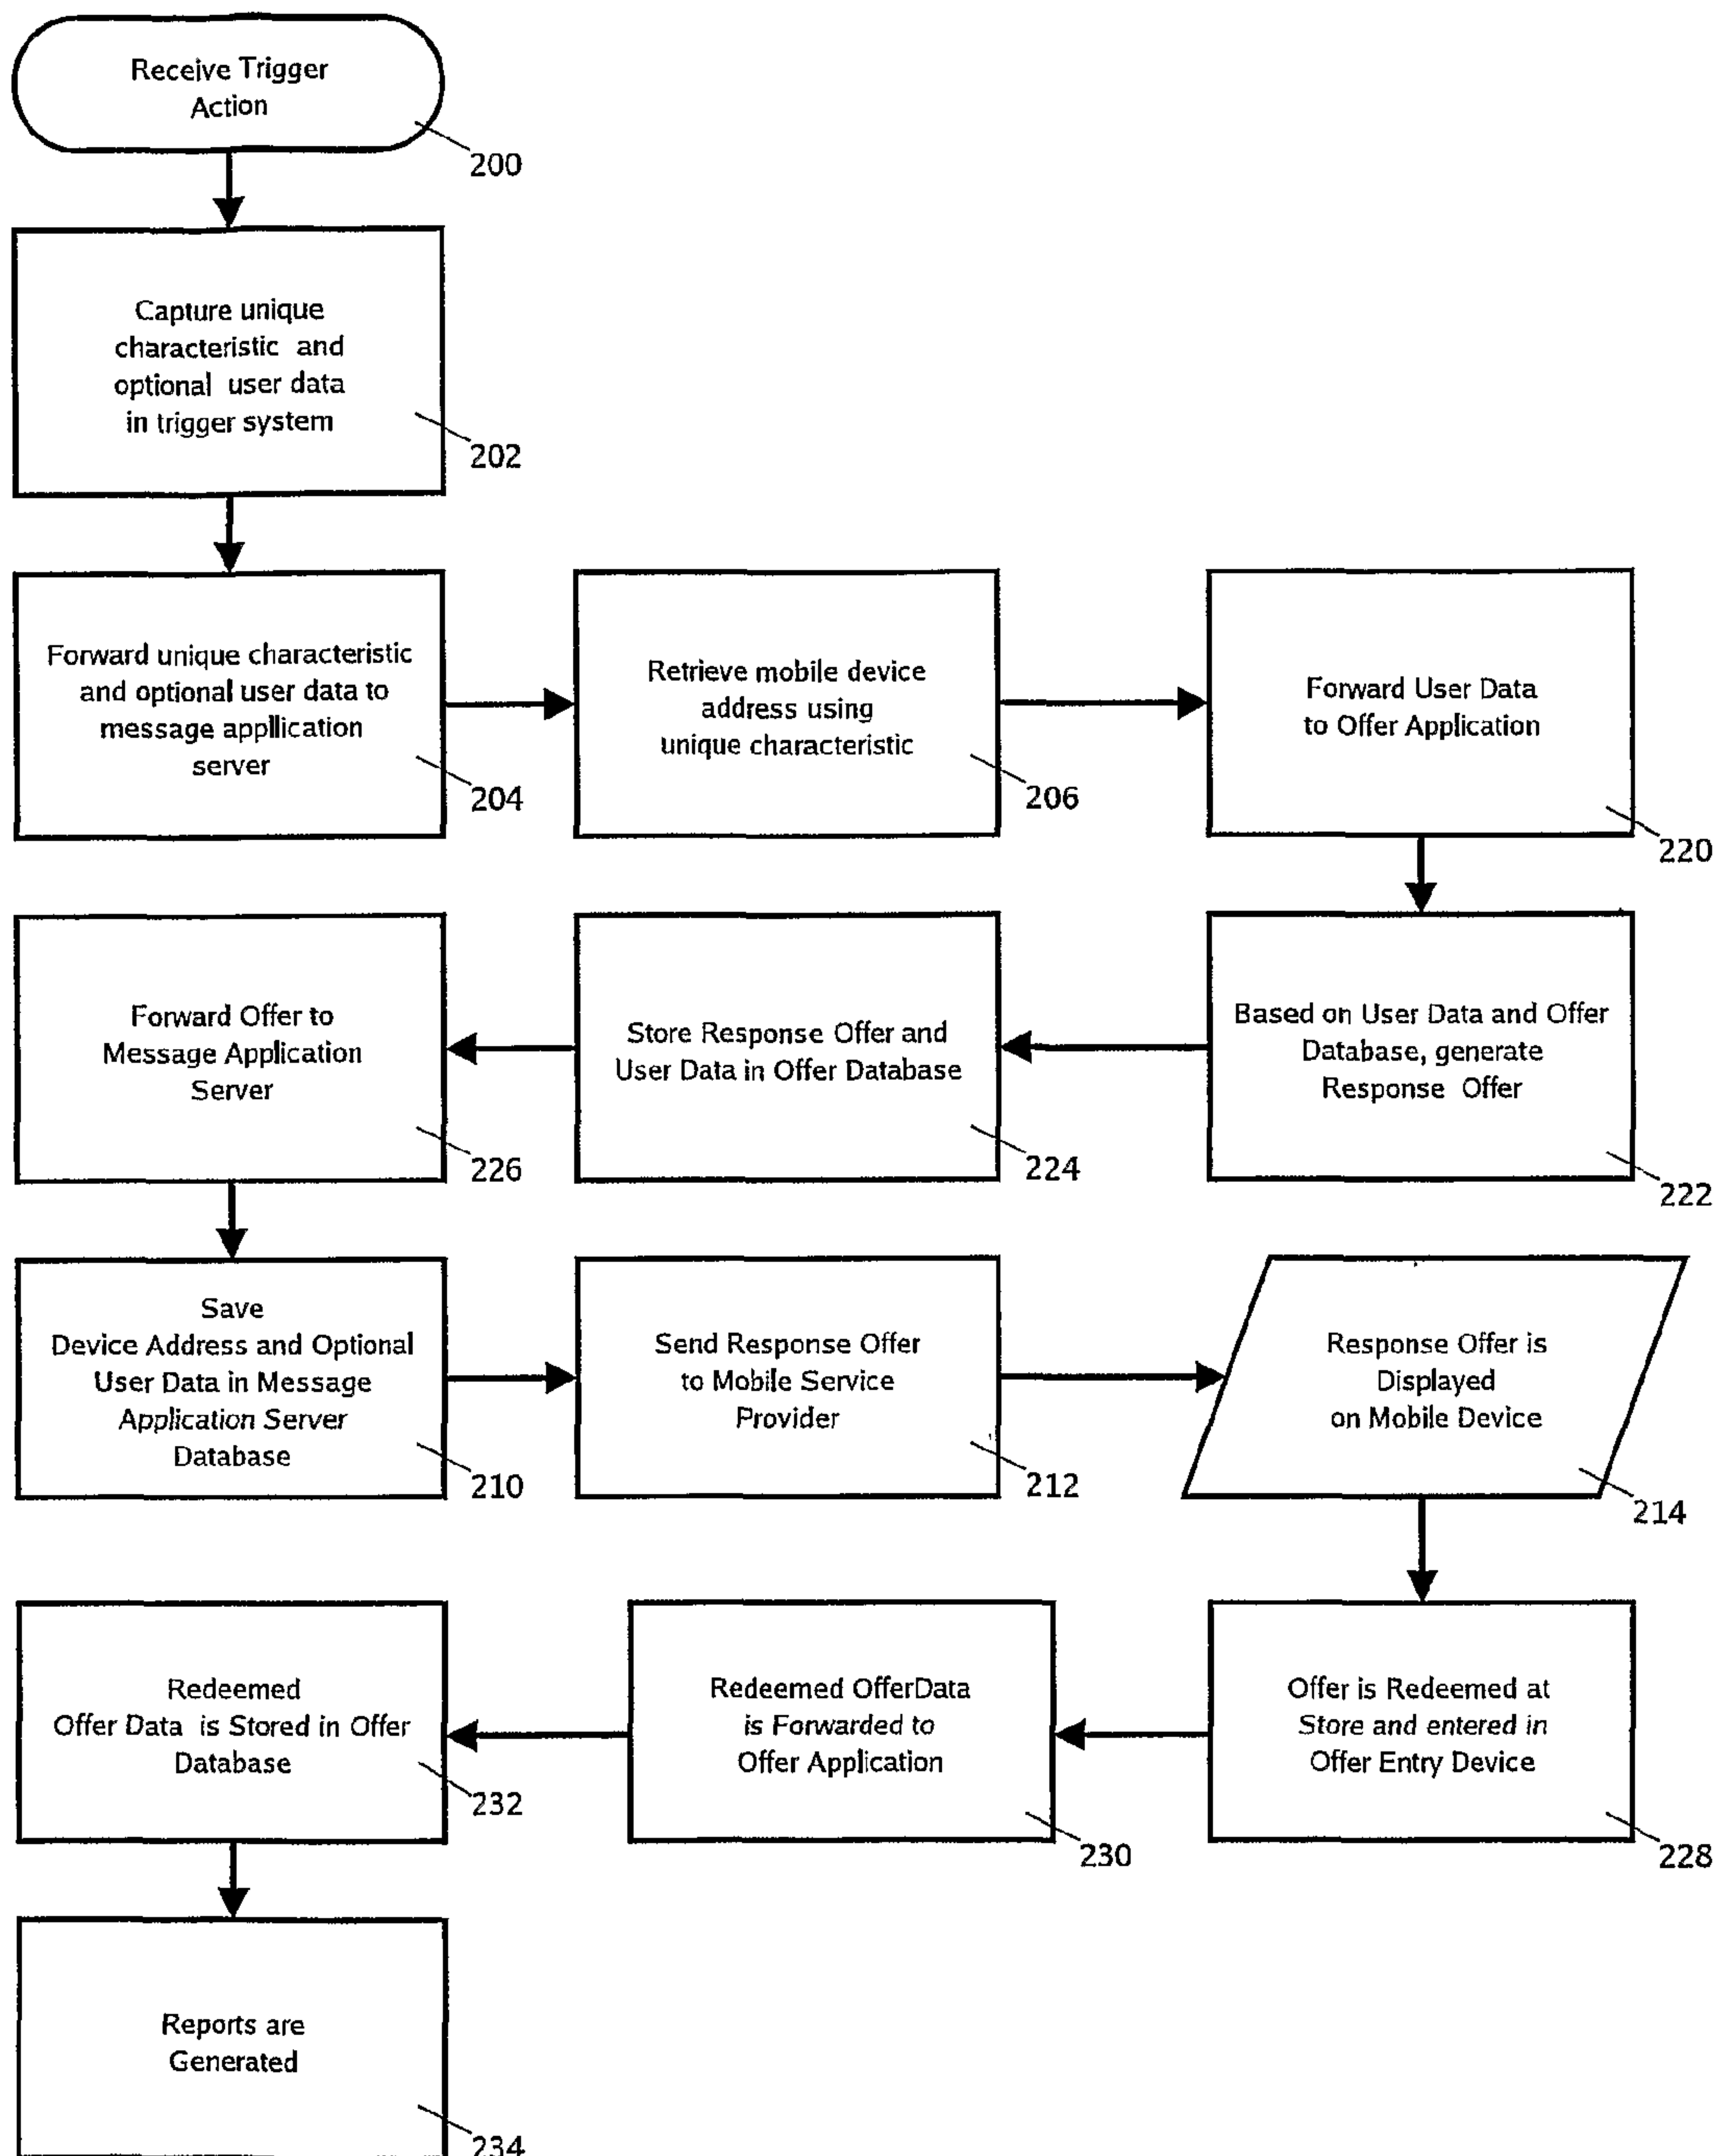 Receive Trigger
Action
200
Capture unique
characteristic and
optional user data
in trigger system
202
Forward unique characteristic
and optional user data to
message appllication
server
204
Retrieve mobile device
address using
unique characteristic
206
Forward User Data
to Offer Application
220
Based on User Data and Offer
Database, generate
Response Offer
222
Store Response Offer and
User Data in Offer Database
224
Forward Offer to
Message Application
Server
226
Save
Device Address and Optional
User Data in Message
Application Server
Database
210
Send Response Offer
to Mobile Service
Provider
212
Response Offer is
Displayed
on Mobile Device
214
Offer is Redeemed at
Store and entered in
Offer Entry Device
228
Redeemed OfferData
is Forwarded to
Offer Application
230
Redeemed
Offer Data is Stored in Offer
Database
232
Reports are
Generated
234